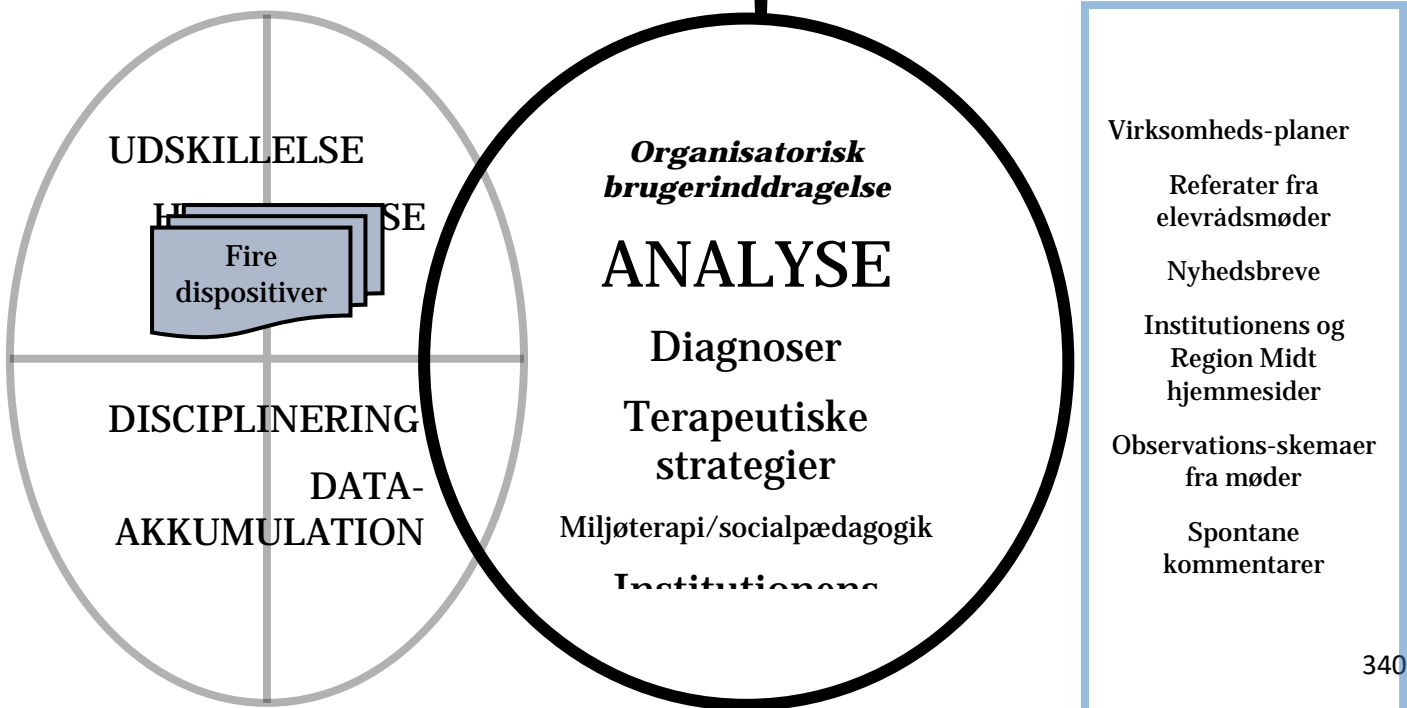 UDSKILLELSE
Fire
dispositiver
DISCIPLINERING
DATA-
AKKUMULATION
Organisatorisk
brugerinddragelse
ANALYSE
Diagnoser
Terapeutiske
strategier
Miljøterapi/socialpædagogik
Institutionens
Virksomheds-planer
Referater fra
elevrådsmøder
Nyhedsbreve
Institutionens og
Region Midt
hjemmesider
Observations-skemaer
fra møder
Spontane
kommentarer
340